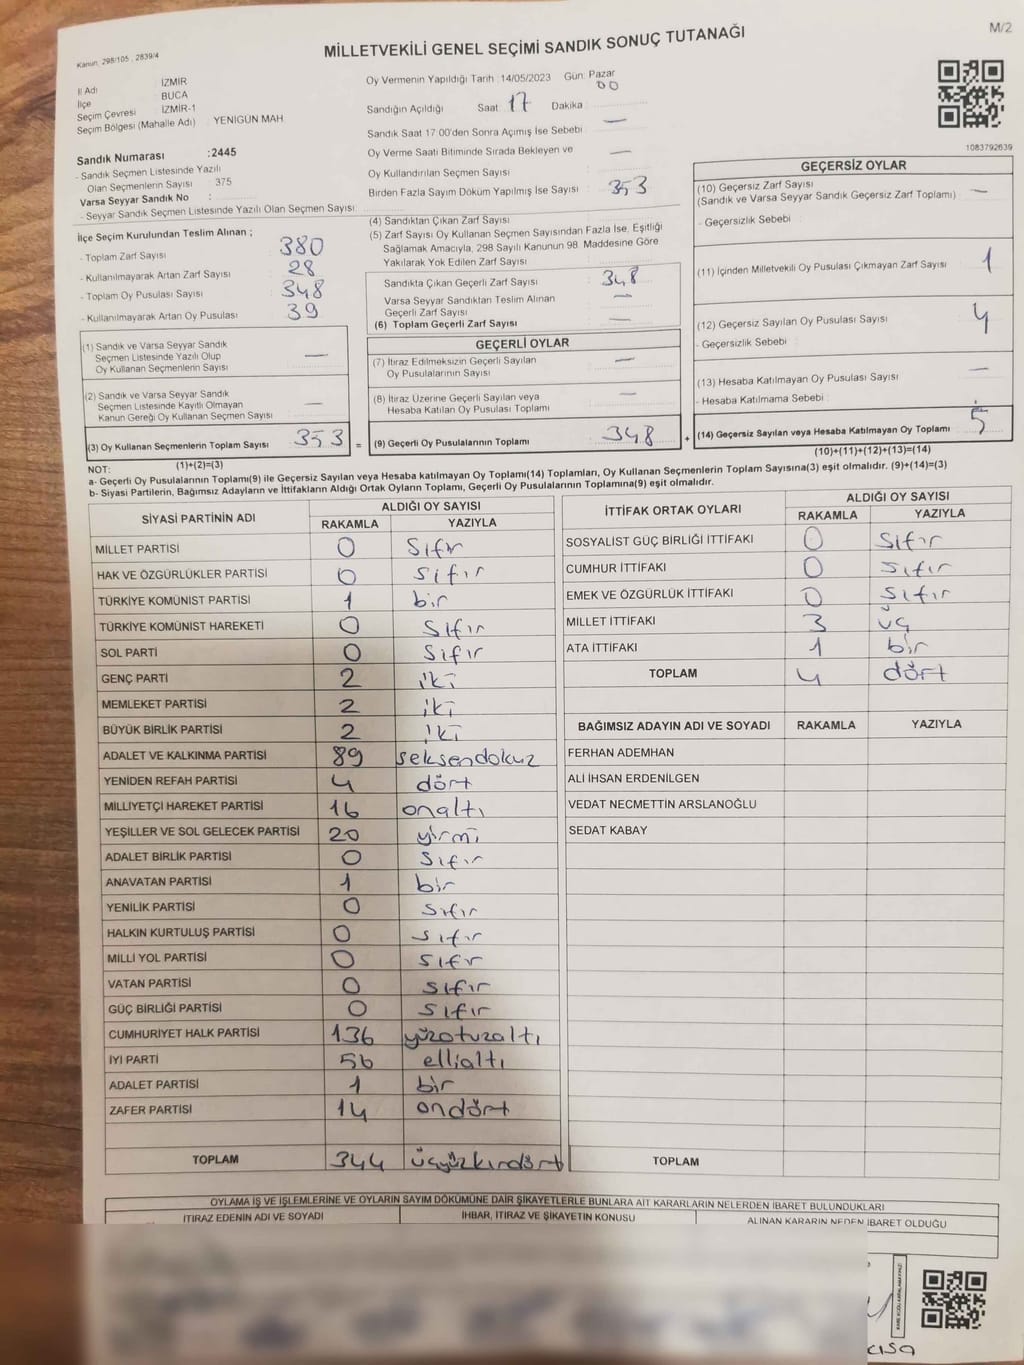 M/2
Kanun, 298/105 , 2839/4
MİLLETVEKİLİ GENEL SEÇİMİ SANDIK SONUÇ TUTANAĞI
İl Adı İZMİR
İlçe BUCA
Seçim Çevresi İZMİR-1
Seçim Bölgesi (Mahalle Adı) YENİGÜN MAH
Sandık Numarası :2445
- Sandık Seçmen Listesinde Yazılı
Olan Seçmenlerin Sayısı : 375
Varsa Seyyar Sandık No :
- Seyyar Sandık Seçmen Listesinde Yazılı Olan Seçmen Sayısı:
Oy Vermenin Yapıldığı Tarih :14/05/2023 Gün: Pazar
Sandığın Açıldığı Saat: 17 Dakika: 00
Sandık Saat 17 00'den Sonra Açımış İse Sebebi : —
Oy Verme Saati Bitiminde Sırada Bekleyen ve
Oy Kullandırılan Seçmen Sayısı : —
Birden Fazla Sayım Döküm Yapılmış İse Sayısı :
1083792639
İlçe Seçim Kurulundan Teslim Alınan ;
- Toplam Zarf Sayısı : 380
- Kullanılmayarak Artan Zarf Sayısı : 28
- Toplam Oy Pusulası Sayısı : 348
- Kullanılmayarak Artan Oy Pusulası : 39
(1) Sandık ve Varsa Seyyar Sandık
Seçmen Listesinde Yazılı Olup
Oy Kullanan Seçmenlerin Sayısı : —
(2) Sandık ve Varsa Seyyar Sandık
Seçmen Listesinde Kayıtlı Olmayan
Kanun Gereği Oy Kullanan Seçmen Sayısı : —
(3) Oy Kullanan Seçmenlerin Toplam Sayısı : 353 =
(1)+(2)=(3)
(4) Sandıktan Çıkan Zarf Sayısı : 353
(5) Zarf Sayısı Oy Kullanan Seçmen Sayısından Fazla İse, Eşitliği
Sağlamak Amacıyla, 298 Sayılı Kanunun 98. Maddesine Göre
Yakılarak Yok Edilen Zarf Sayısı :
Sandıkta Çıkan Geçerli Zarf Sayısı : 348
Varsa Seyyar Sandıktan Teslim Alınan
Geçerli Zarf Sayısı : —
(6) Toplam Geçerli Zarf Sayısı : —
GEÇERLİ OYLAR
(7) İtiraz Edilmeksizin Geçerli Sayılan
Oy Pusulalarının Sayısı : —
(8) İtiraz Üzerine Geçerli Sayılan veya
Hesaba Katılan Oy Pusulası Toplamı : —
(9) Geçerli Oy Pusulalarının Toplamı : 348 +
GEÇERSİZ OYLAR
(10) Geçersiz Zarf Sayısı : —
(Sandık ve Varsa Seyyar Sandık Geçersiz Zarf Toplamı)
- Geçersizlik Sebebi :
(11) İçinden Milletvekili Oy Pusulası Çıkmayan Zarf Sayısı : 1
(12) Geçersiz Sayılan Oy Pusulası Sayısı : 4
- Geçersizlik Sebebi :
(13) Hesaba Katılmayan Oy Pusulası Sayısı : —
- Hesaba Katılmama Sebebi :
(14) Geçersiz Sayılan veya Hesaba Katılmayan Oy Toplamı : 5
(10)+(11)+(12)+(13)=(14)
NOT:
a- Geçerli Oy Pusulalarının Toplamı(9) ile Geçersiz Sayılan veya Hesaba katılmayan Oy Toplamı(14) Toplamları, Oy Kullanan Seçmenlerin Toplam Sayısına(3) eşit olmalıdır. (9)+(14)=(3)
b- Siyasi Partilerin, Bağımsız Adayların ve İttifakların Aldığı Ortak Oyların Toplamı, Geçerli Oy Pusulalarının Toplamına(9) eşit olmalıdır.
SİYASİ PARTİNİN ADI ALDIĞI OY SAYISI
RAKAMLA YAZIYLA
MİLLET PARTİSİ 0 sıfır
HAK VE ÖZGÜRLÜKLER PARTİSİ 0 sıfır
TÜRKİYE KOMÜNİST PARTİSİ 1 bir
TÜRKİYE KOMÜNİST HAREKETİ 0 sıfır
SOL PARTİ 0 sıfır
GENÇ PARTİ 2 iki
MEMLEKET PARTİSİ 2 iki
BÜYÜK BİRLİK PARTİSİ 2 iki
ADALET VE KALKINMA PARTİSİ 89 seksendokuz
YENİDEN REFAH PARTİSİ 4 dört
MİLLİYETÇİ HAREKET PARTİSİ 16 onaltı
YEŞİLLER VE SOL GELECEK PARTİSİ 20 yirmi
ADALET BİRLİK PARTİSİ 0 sıfır
ANAVATAN PARTİSİ 1 bir
YENİLİK PARTİSİ 0 sıfır
HALKIN KURTULUŞ PARTİSİ 0 sıfır
MİLLİ YOL PARTİSİ 0 sıfır
VATAN PARTİSİ 0 sıfır
GÜÇ BİRLİĞİ PARTİSİ 0 sıfır
CUMHURİYET HALK PARTİSİ 136 yüzotuzaltı
İYİ PARTİ 56 ellialtı
ADALET PARTİSİ 1 bir
ZAFER PARTİSİ 14 ondört
TOPLAM 344 üçyüzkırdört
İTTİFAK ORTAK OYLARI ALDIĞI OY SAYISI
RAKAMLA YAZIYLA
SOSYALİST GÜÇ BİRLİĞİ İTTİFAKI 0 sıfır
CUMHUR İTTİFAKI 0 sıfır
EMEK VE ÖZGÜRLÜK İTTİFAKI 0 sıfır
MİLLET İTTİFAKI 3 üç
ATA İTTİFAKI 1 bir
TOPLAM 4 dört
BAĞIMSIZ ADAYIN ADI VE SOYADI RAKAMLA YAZIYLA
FERHAN ADEMHAN
ALİ İHSAN ERDENİLGEN
VEDAT NECMETTİN ARSLANOĞLU
SEDAT KABAY
TOPLAM
OYLAMA İŞ VE İŞLEMLERİNE VE OYLARIN SAYIM DÖKÜMÜNE DAİR ŞİKAYETLERLE BUNLARA AİT KARARLARIN NELERDEN İBARET BULUNDUKLARI
İTİRAZ EDENİN ADI VE SOYADI İHBAR, İTİRAZ VE ŞİKAYETİN KONUSU ALINAN KARARIN NEDEN İBARET OLDUĞU